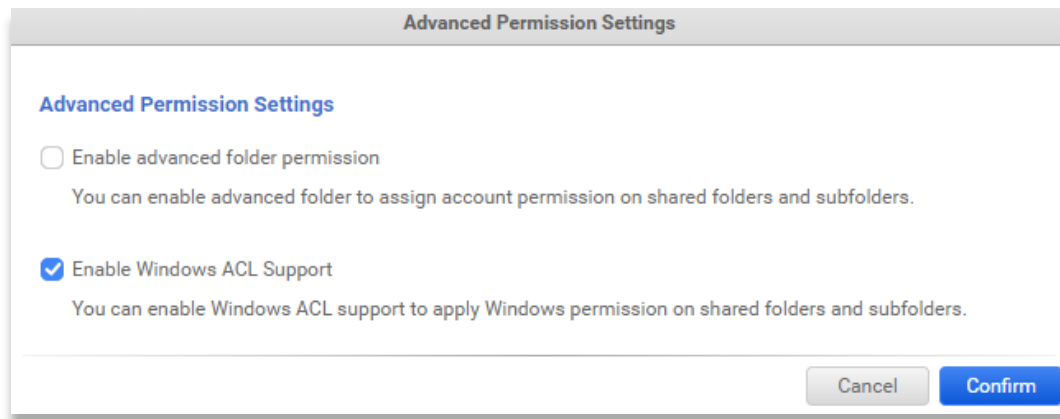 Advanced Permission Settings
Advanced Permission Settings
Enable advanced folder permission
You can enable advanced folder to assign account permission on shared folders and subfolders.
Enable Windows ACL Support
You can enable Windows ACL support to apply Windows permission on shared folders and subfolders.
Cancel Confirm